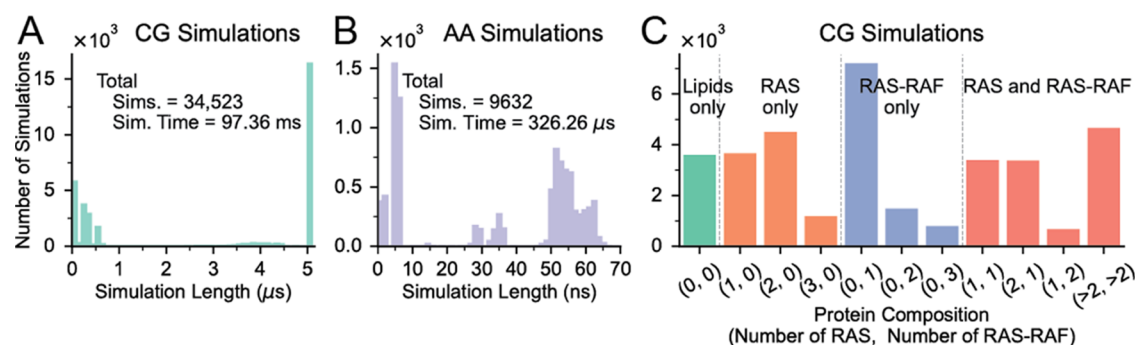 A
×10³
CG Simulations
Number of Simulations
15
10
5
0
Total
Sims. = 34,523
Sim. Time = 97.36 ms
0 1 2 3 4 5
Simulation Length (μs)
B
×10³
AA Simulations
1.5
1.0
0.5
0.0
Total
Sims. = 9632
Sim. Time = 326.26 μs
0 10 20 30 40 50 60 70
Simulation Length (ns)
C
×10³
CG Simulations
6
4
2
0
Lipids
only
RAS
only
RAS-RAF
only
RAS and RAS-RAF
(0, 0) (1, 0) (2, 0) (3, 0) (0, 1) (0, 2) (0, 3) (1, 1) (2, 1) (1, 2) (>2, >2)
Protein Composition
(Number of RAS, Number of RAS-RAF)